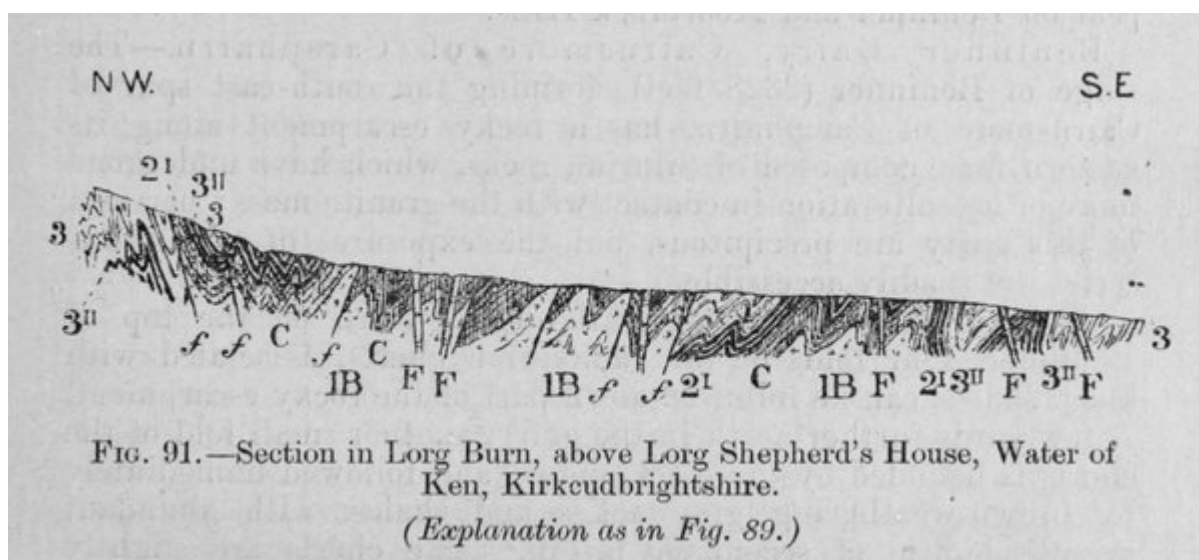 NW. S.E
2ᴵ 3ᴵᴵ
3
3
3ᴵᴵ 3
f f C f C F F 1B f f 2ᴵ C 1B F 2ᴵ 3ᴵᴵ F 3ᴵᴵ F
1B
FIG. 91.—Section in Lorg Burn, above Lorg Shepherd's House, Water of
Ken, Kirkcudbrightshire.
(Explanation as in Fig. 89.)